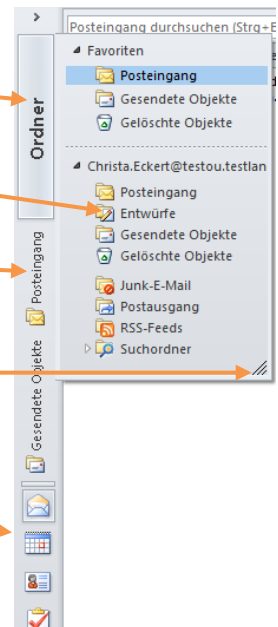 Posteingang durchsuchen (Strg+E
Favoriten
Posteingang
Gesendete Objekte
Gelöschte Objekte
Christa.Eckert@testou.testlan
Posteingang
Entwürfe
Gesendete Objekte
Gelöschte Objekte
Junk-E-Mail
Postausgang
RSS-Feeds
Suchordner
Ordner
Posteingang
Gesendete Objekte